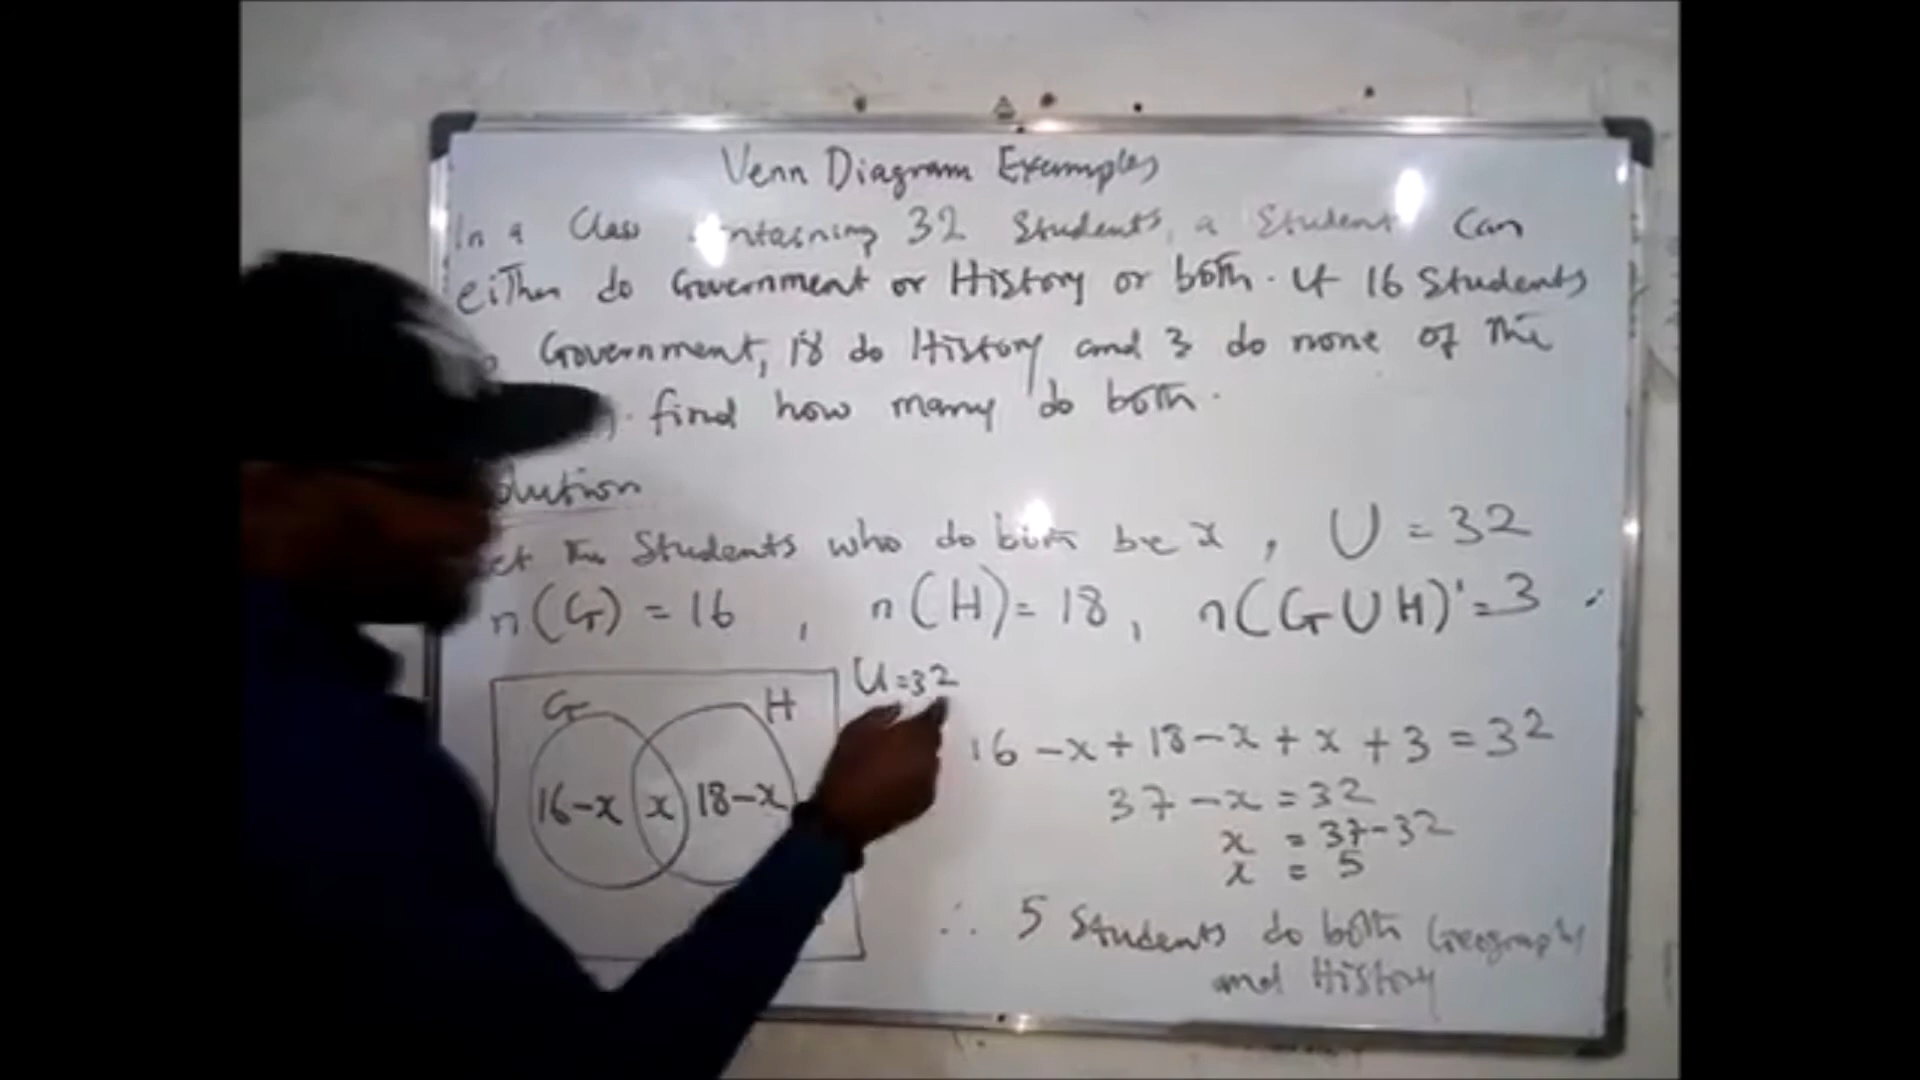 Venn Diagram Examples
In a Class 32 Students, a Student Can
either do Government or History or both. If 16 Students
Government, 18 do History and 3 do none of the
find how many do both.
the Students who do both be x , U = 32
n(G) = 16 , n(H) = 18 , n(G∪H)' = 3
U = 32
G H
16-x x 18-x
16 - x + 18 - x + x + 3 = 32
37 - x = 32
x = 37 - 32
x = 5
∴ 5 Students do both Geography
and History